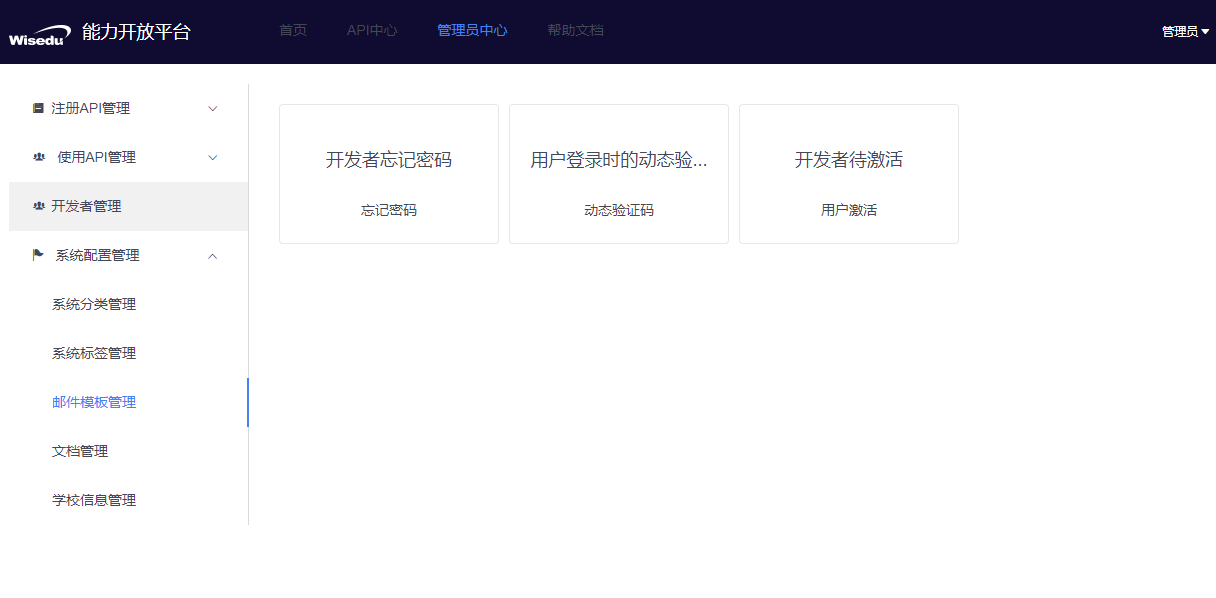 Wisedu 能力开放平台 首页 API中心 管理员中心 帮助文档 管理员
注册API管理
使用API管理
开发者管理
系统配置管理
系统分类管理
系统标签管理
邮件模板管理
文档管理
学校信息管理
开发者忘记密码
忘记密码
用户登录时的动态验...
动态验证码
开发者待激活
用户激活